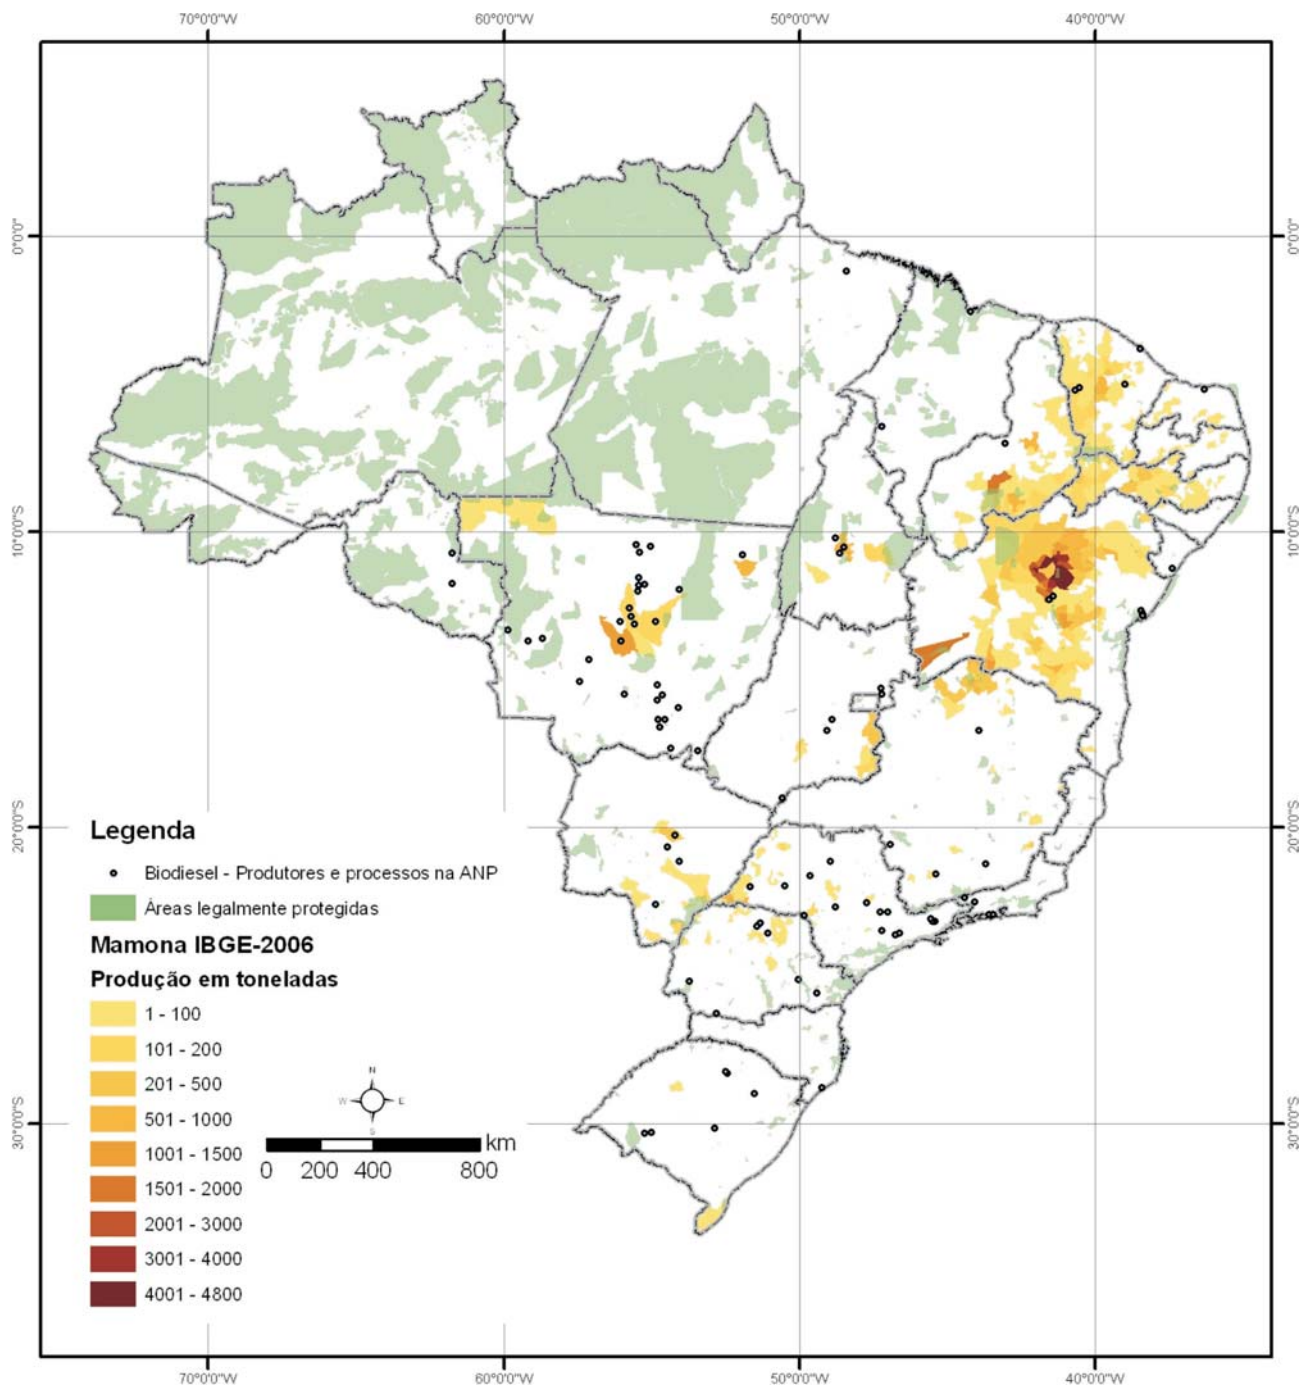 70°0'0"W 60°0'0"W 50°0'0"W 40°0'0"W
0°0'0" 0°0'0"
10°0'0"S 10°0'0"S
20°0'0"S 20°0'0"S
30°0'0"S 30°0'0"S
Legenda
Biodiesel - Produtores e processos na ANP
Áreas legalmente protegidas
Mamona IBGE-2006
Produção em toneladas
1 - 100
101 - 200
201 - 500
501 - 1000
1001 - 1500
1501 - 2000
2001 - 3000
3001 - 4000
4001 - 4800
N
W E
S
km
0 200 400 800
70°0'0"W 60°0'0"W 50°0'0"W 40°0'0"W